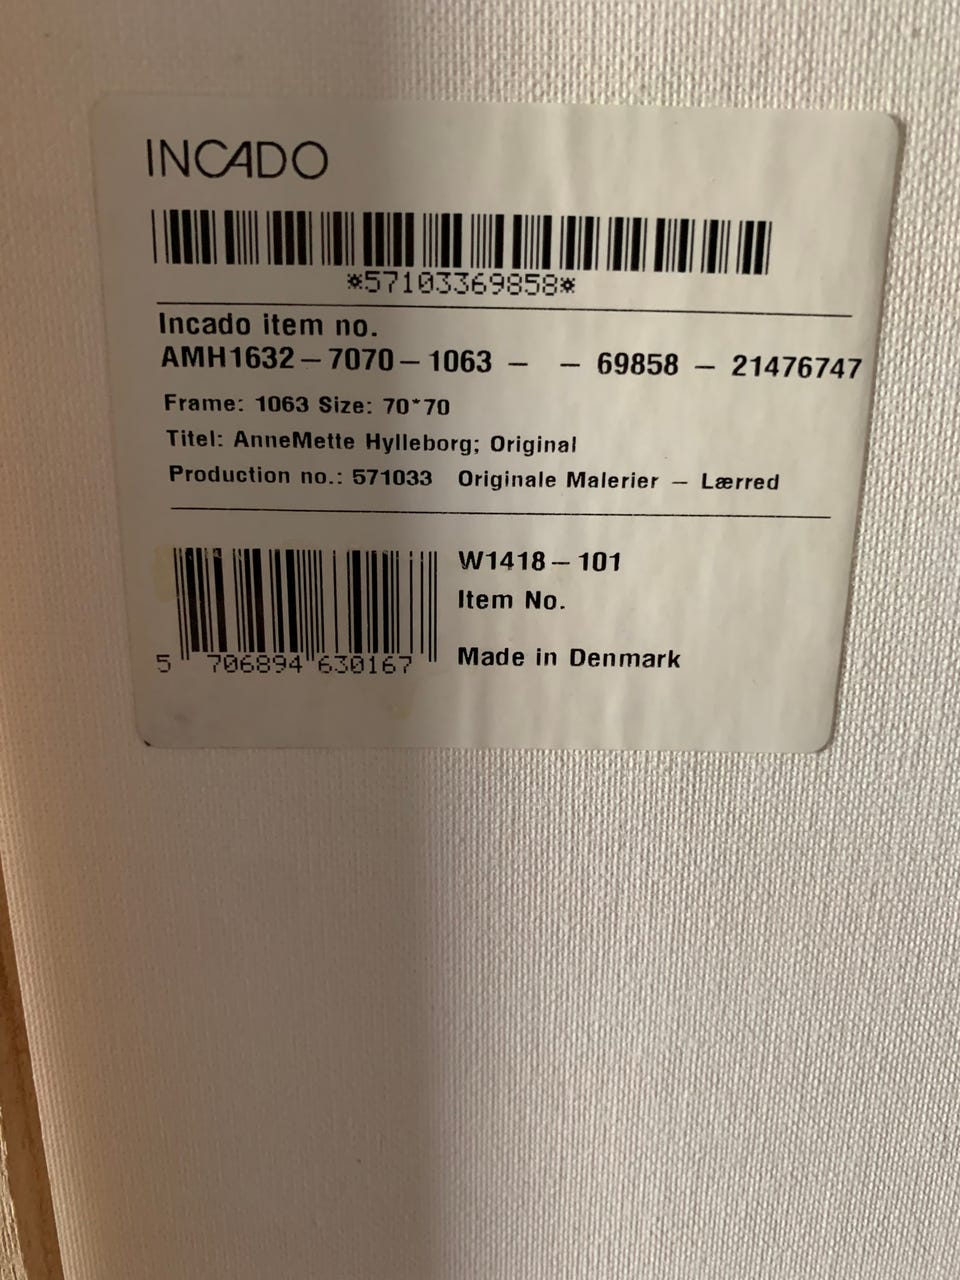 INCADO
*57103369858*
Incado item no.
AMH1632 – 7070 – 1063 –   – 69858 – 21476747
Frame: 1063 Size: 70*70
Titel: AnneMette Hylleborg; Original
Production no.: 571033   Originale Malerier – Lærred
W1418 – 101
Item No.
Made in Denmark
5 706894 630167